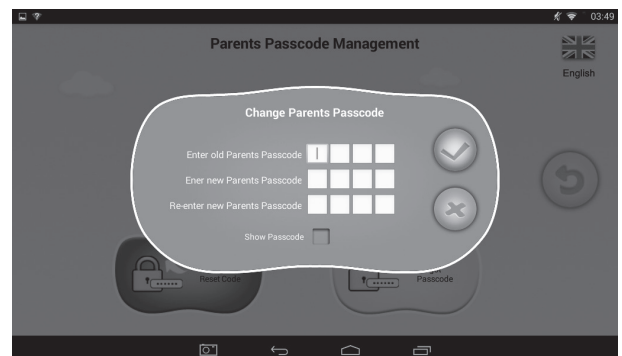 03:49
Parents Passcode Management
English
Change Parents Passcode
Enter old Parents Passcode
Ener new Parents Passcode
Re-enter new Parents Passcode
Show Passcode
Reset Code
Passcode